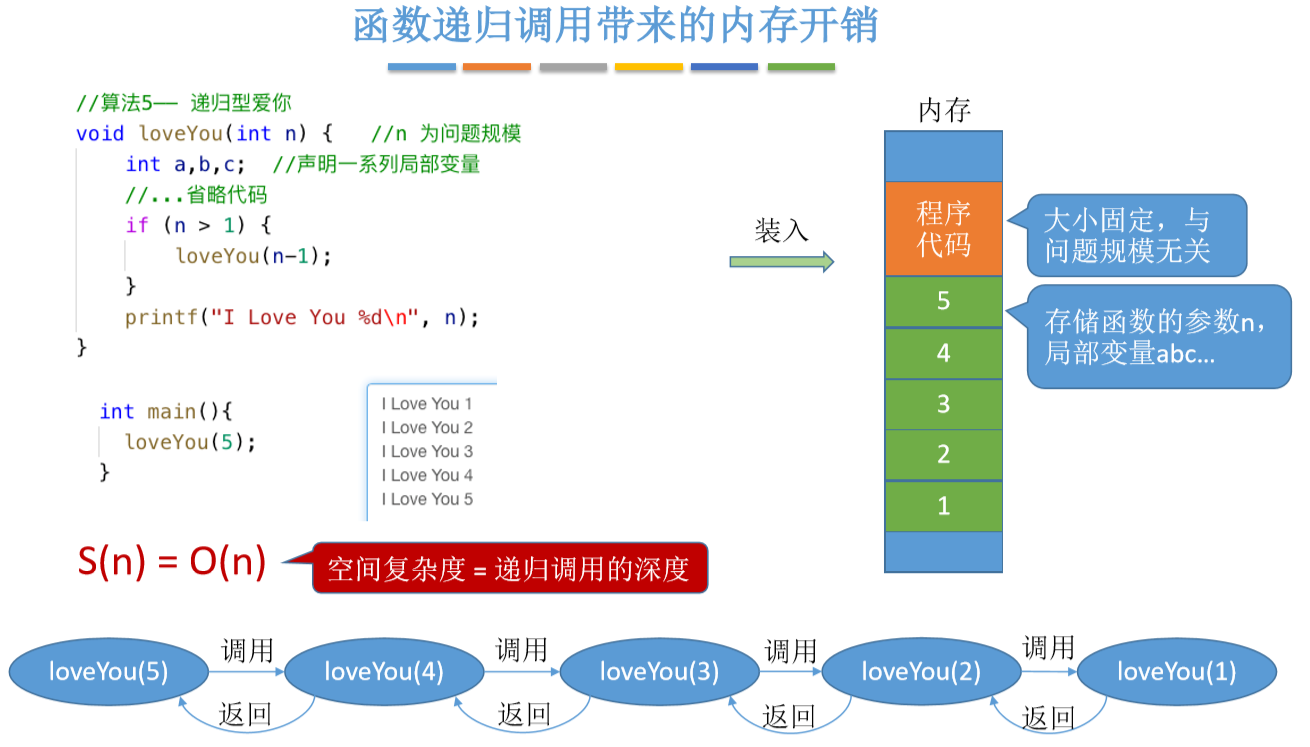 函数递归调用带来的内存开销
//算法5—— 递归型爱你
void loveYou(int n) {   //n 为问题规模
    int a,b,c;  //声明一系列局部变量
    //...省略代码
    if (n > 1) {
        loveYou(n-1);
    }
    printf("I Love You %d\n", n);
}
int main(){
  loveYou(5);
}
I Love You 1
I Love You 2
I Love You 3
I Love You 4
I Love You 5
装入
内存
程序
代码
5
4
3
2
1
大小固定，与
问题规模无关
存储函数的参数n，
局部变量abc…
S(n) = O(n)
空间复杂度 = 递归调用的深度
loveYou(5)
调用
返回
loveYou(4)
调用
返回
loveYou(3)
调用
返回
loveYou(2)
调用
返回
loveYou(1)